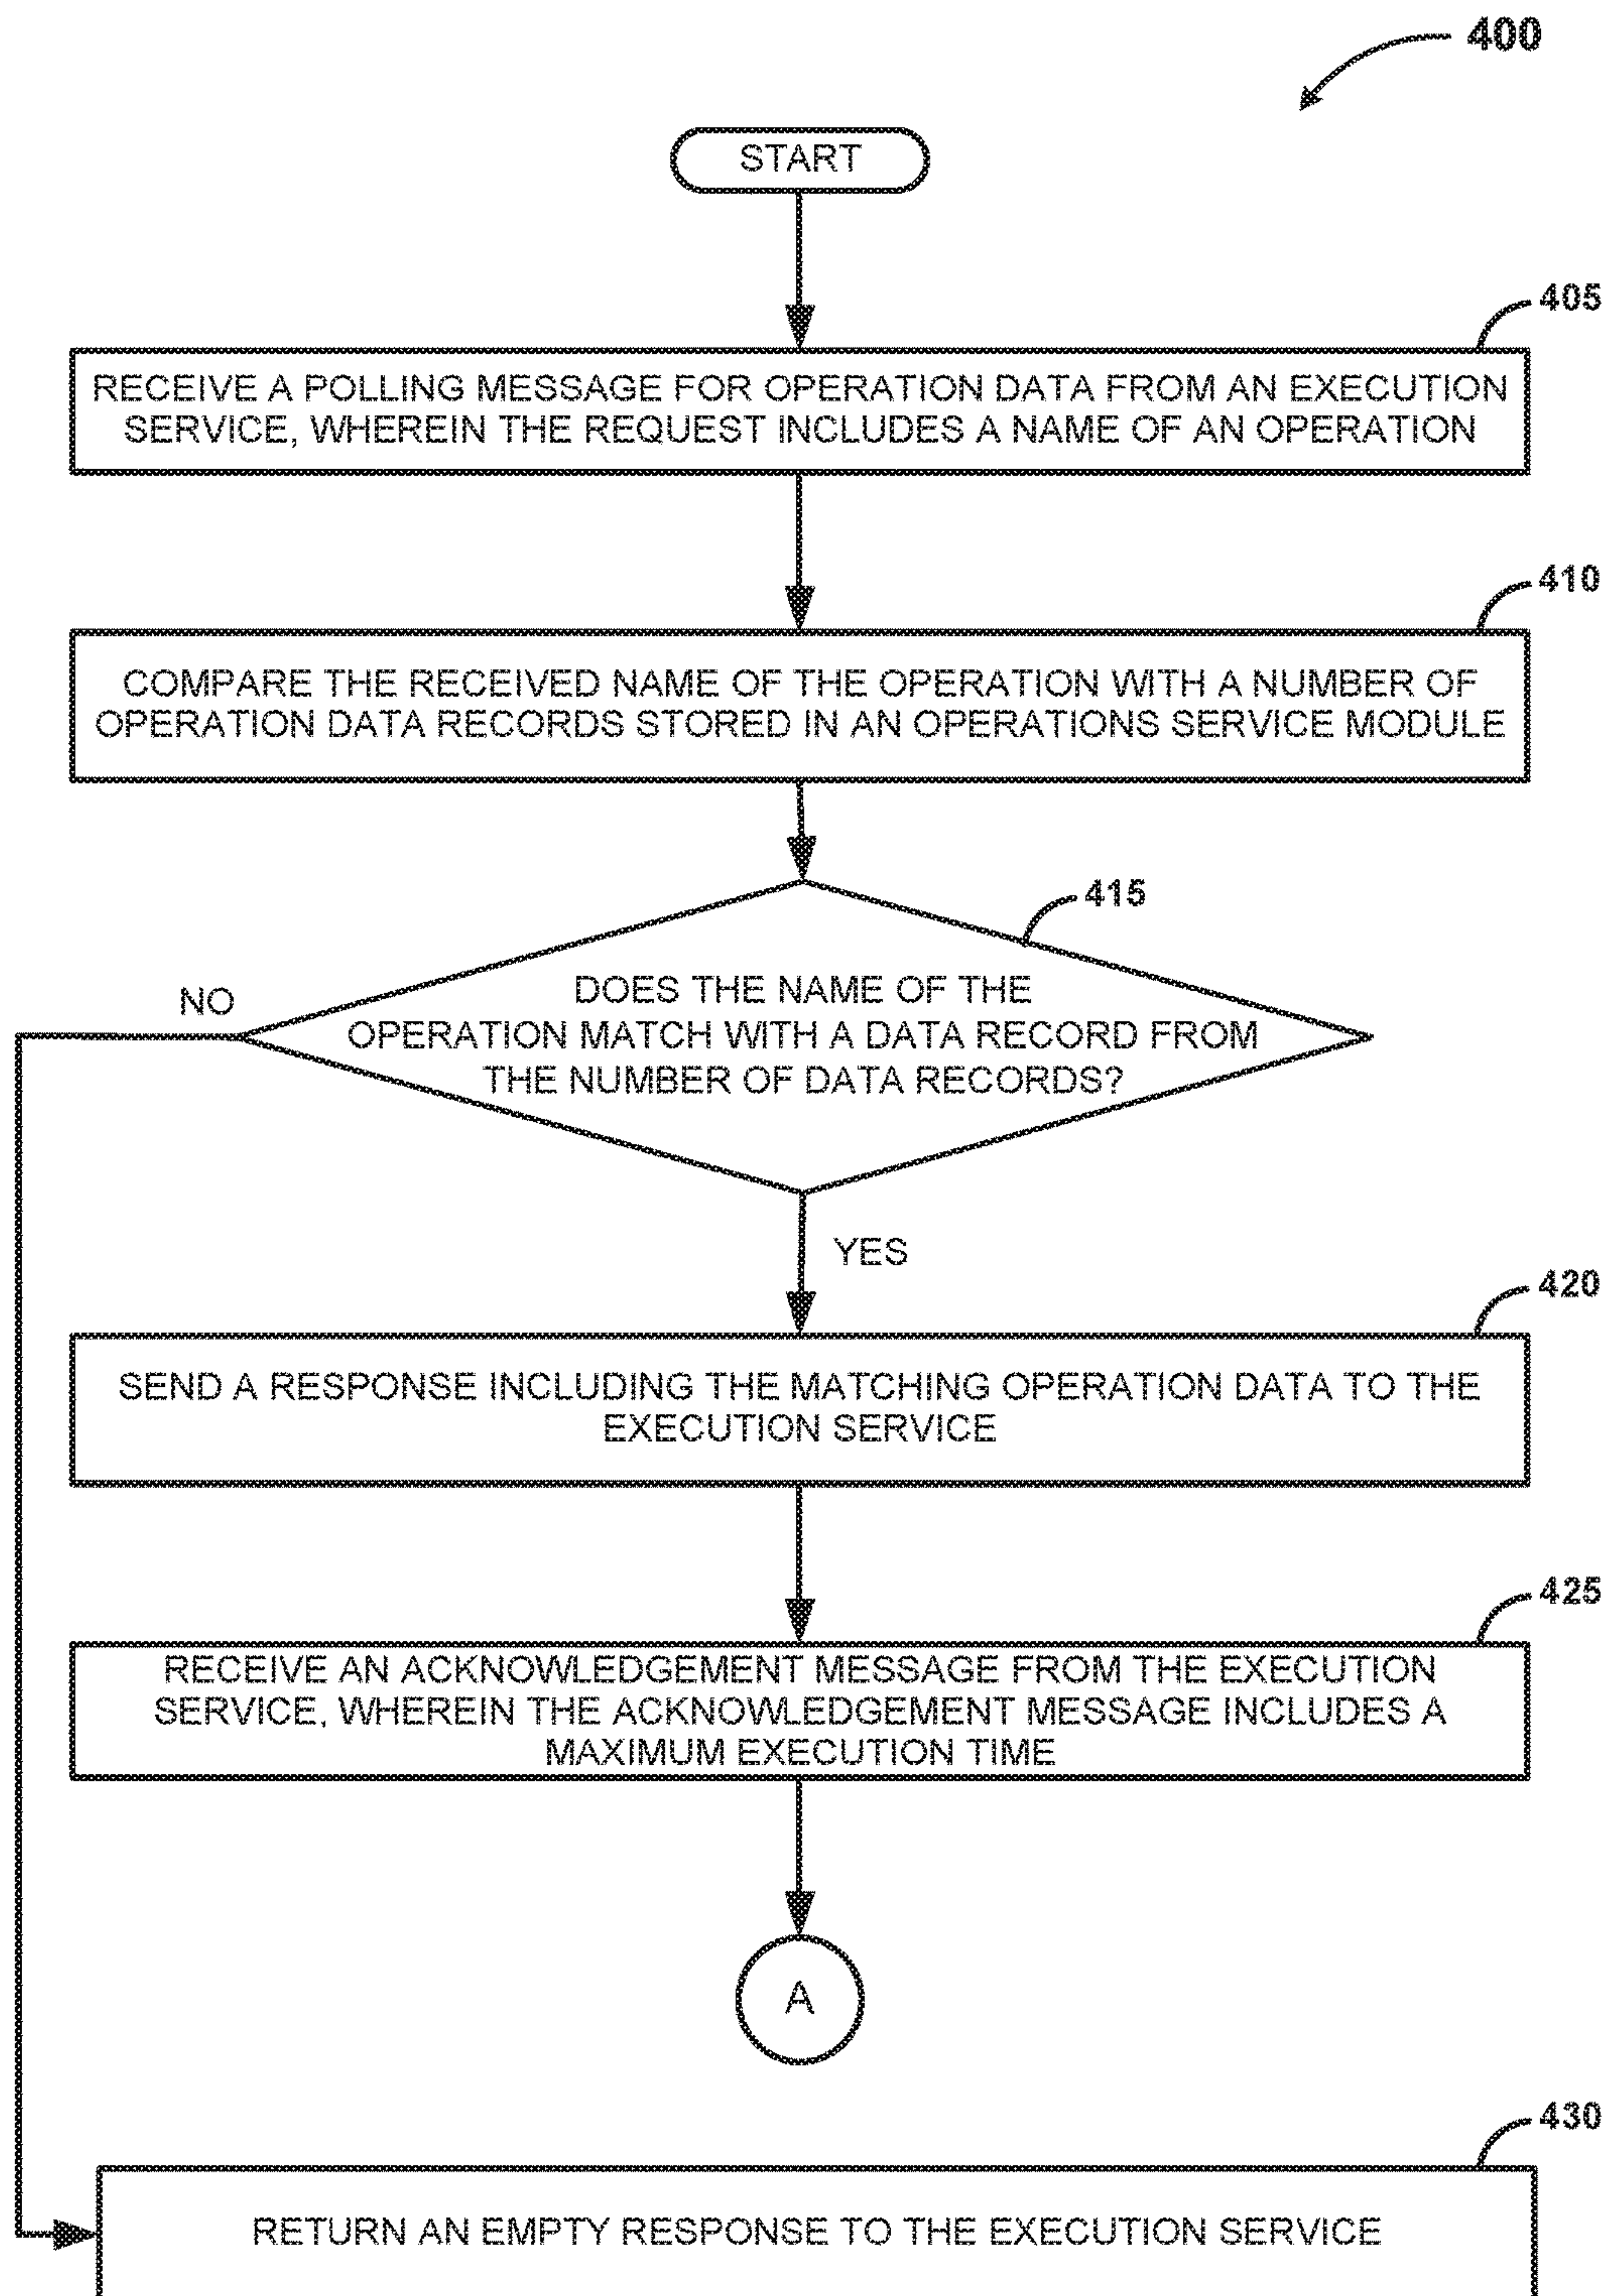 400
START
405
RECEIVE A POLLING MESSAGE FOR OPERATION DATA FROM AN EXECUTION
SERVICE, WHEREIN THE REQUEST INCLUDES A NAME OF AN OPERATION
410
COMPARE THE RECEIVED NAME OF THE OPERATION WITH A NUMBER OF
OPERATION DATA RECORDS STORED IN AN OPERATIONS SERVICE MODULE
415
DOES THE NAME OF THE
OPERATION MATCH WITH A DATA RECORD FROM
THE NUMBER OF DATA RECORDS?
NO
YES
420
SEND A RESPONSE INCLUDING THE MATCHING OPERATION DATA TO THE
EXECUTION SERVICE
425
RECEIVE AN ACKNOWLEDGEMENT MESSAGE FROM THE EXECUTION
SERVICE, WHEREIN THE ACKNOWLEDGEMENT MESSAGE INCLUDES A
MAXIMUM EXECUTION TIME
A
430
RETURN AN EMPTY RESPONSE TO THE EXECUTION SERVICE